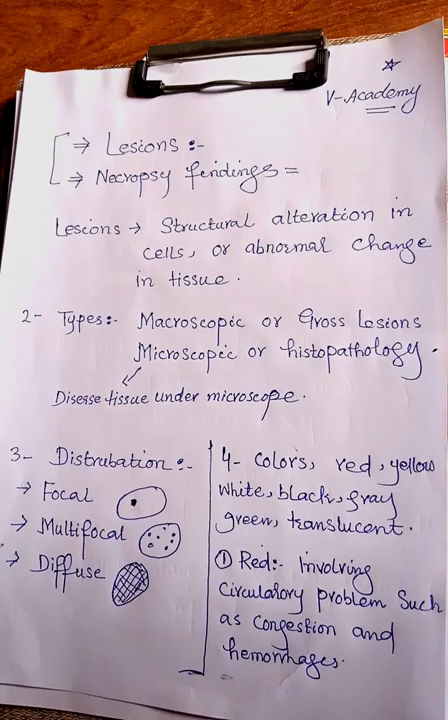 V-Academy
⇒ Lesions :-
⇒ Necropsy findings =
Lesions → Structural alteration in
cells, or abnormal change
in tissue.
2- Types:- Macroscopic or Gross Lesions
Microscopic or histopathology.
Disease tissue under microscope.
3- Distrubation :-
→ Focal
→ Multifocal
→ Diffuse
4- Colors, red, yellow
white, black, gray
green, translucent.
① Red:- Involving
Circulatory problem Such
as Congestion and
hemorrhages.